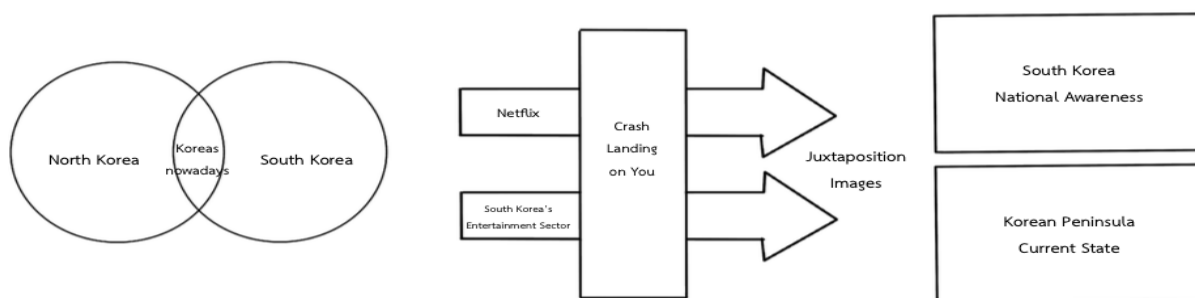 North Korea
Koreas
nowadays
South Korea
Netflix
South Korea's
Entertainment Sector
Crash
Landing
on You
Juxtaposition
Images
South Korea
National Awareness
Korean Peninsula
Current State